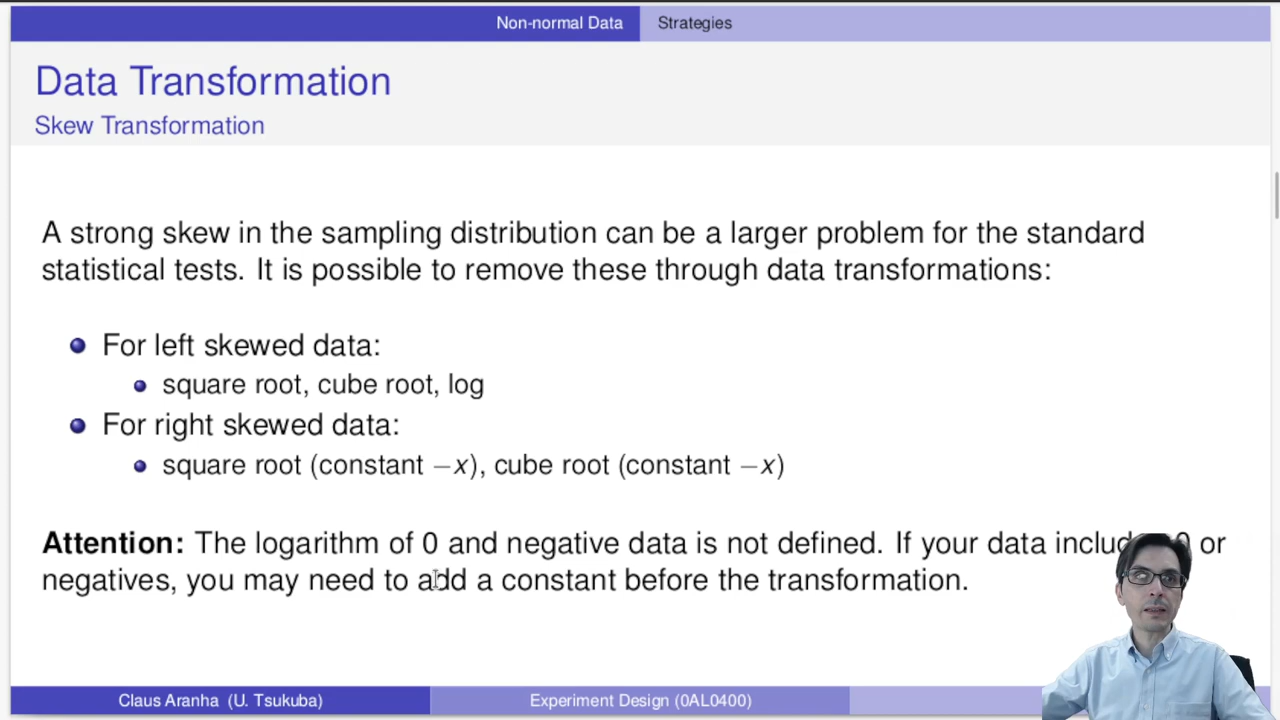 Non-normal Data Strategies
Data Transformation
Skew Transformation
A strong skew in the sampling distribution can be a larger problem for the standard
statistical tests. It is possible to remove these through data transformations:
For left skewed data:
square root, cube root, log
For right skewed data:
square root (constant −x), cube root (constant −x)
Attention: The logarithm of 0 and negative data is not defined. If your data includ 0 or
negatives, you may need to add a constant before the transformation.
Claus Aranha (U. Tsukuba) Experiment Design (0AL0400)